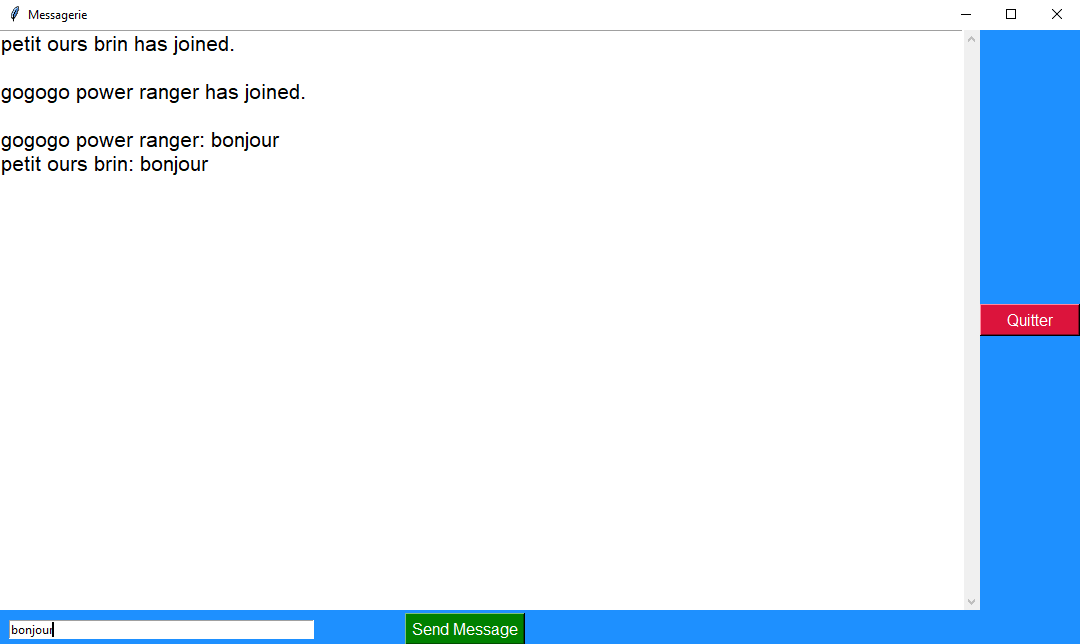 Messagerie
petit ours brin has joined.
gogogo power ranger has joined.
gogogo power ranger: bonjour
petit ours brin: bonjour
Quitter
bonjour
Send Message